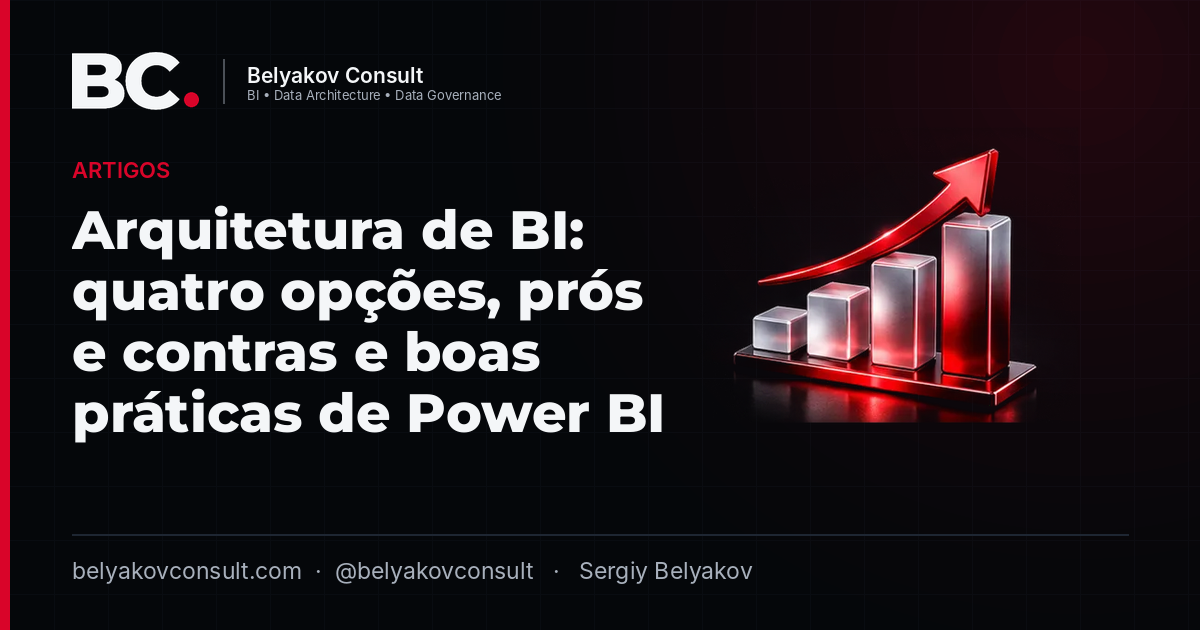 BC.
Belyakov Consult
BI • Data Architecture • Data Governance
ARTIGOS
Arquitetura de BI:
quatro opções, prós
e contras e boas
práticas de Power BI
belyakovconsult.com · @belyakovconsult · Sergiy Belyakov